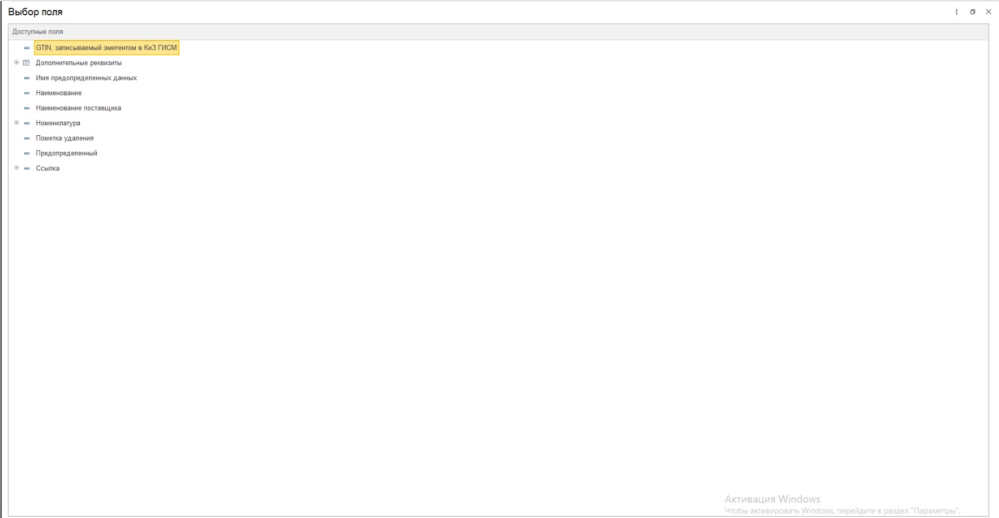 Выбор поля
Доступные поля
GTIN, записываемый эмитентом в КиЗ ГИСМ
Дополнительные реквизиты
Имя предопределенных данных
Наименование
Наименование поставщика
Номенклатура
Пометка удаления
Предопределенный
Ссылка
Активация Windows
Чтобы активировать Windows, перейдите в раздел "Параметры".